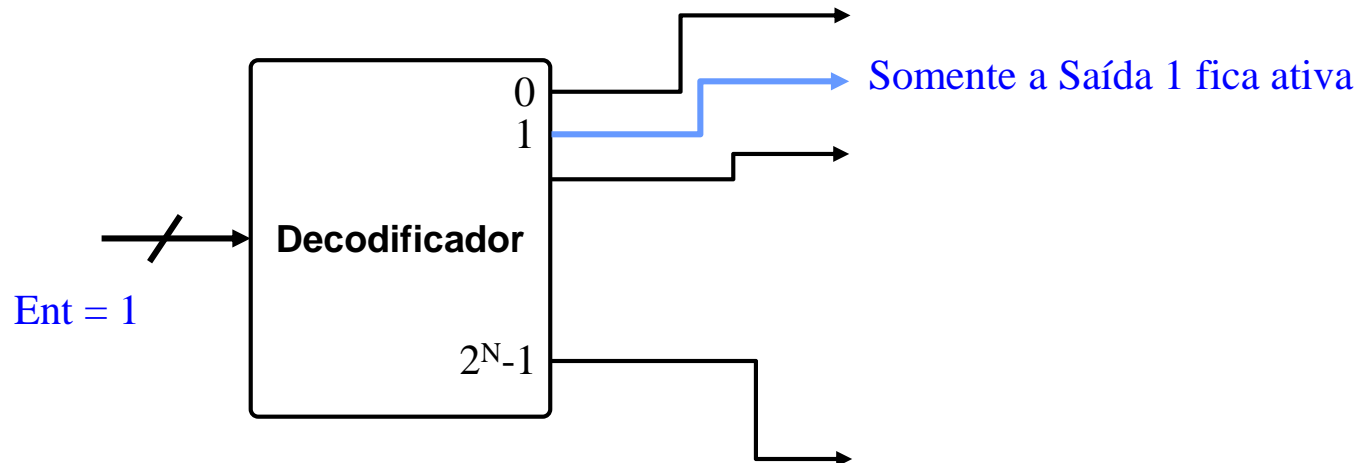 0
Somente a Saída 1 fica ativa
1
Decodificador
Ent = 1
2ᴺ-1